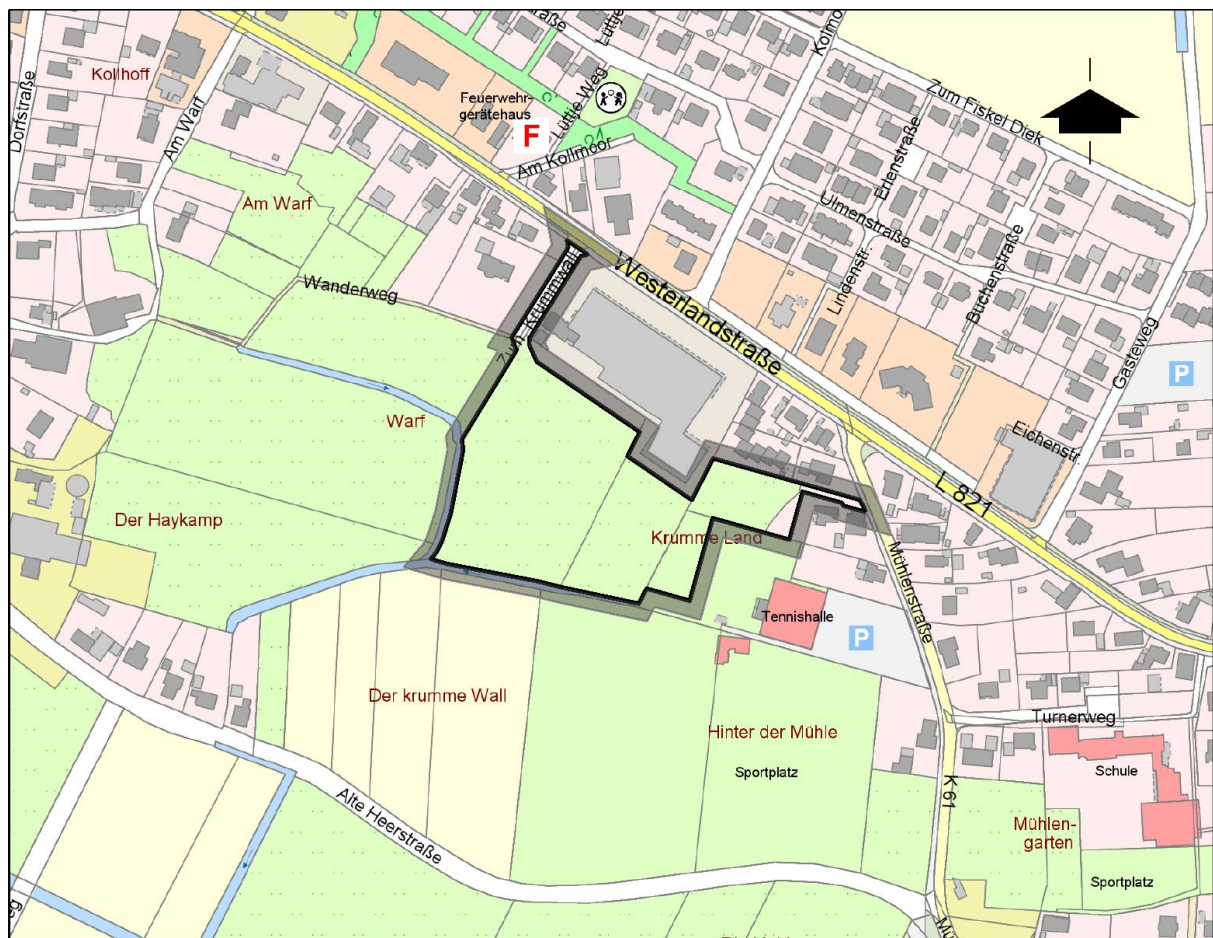 Kollhoff
Dorfstraße
Am Warf
Feuerwehr-
gerätehaus
F
Lüttje Weg
Am Kollmoor
Zum Fiskel Diek
Erlenstraße
Ulmenstraße
Lindenstr.
Buchenstraße
Gasteweg
P
Eichenstr.
Am Warf
Wanderweg
Westerlandstraße
L 821
Warf
Der Haykamp
Krumme Land
Mühlenstraße
Tennishalle
P
Der krumme Wall
Hinter der Mühle
Sportplatz
Turnerweg
Schule
K 61
Mühlen-
garten
Sportplatz
Alte Heerstraße